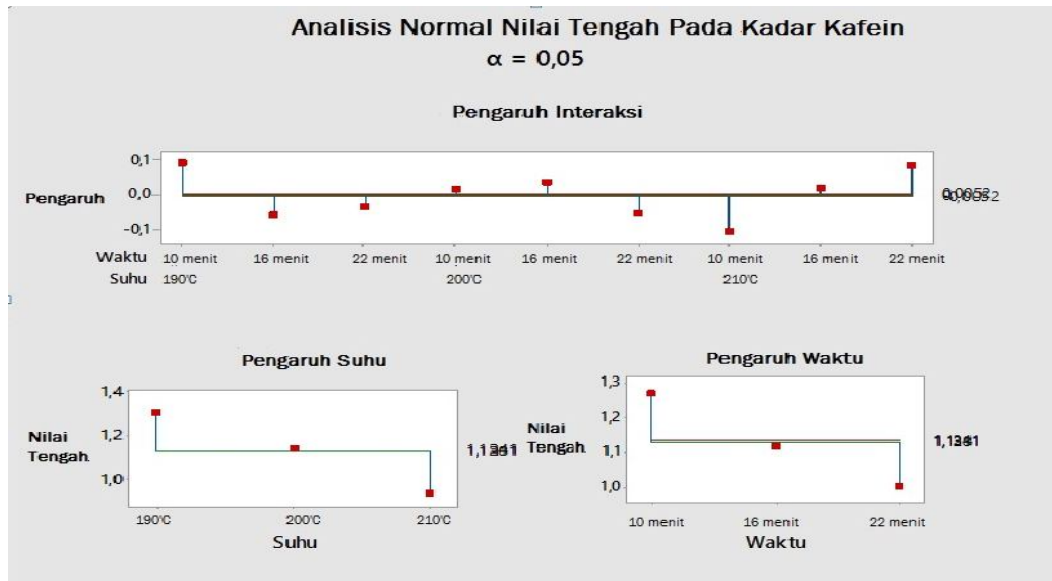 Analisis Normal Nilai Tengah Pada Kadar Kafein
α = 0,05
Pengaruh Interaksi
0,1
0,0
-0,1
Pengaruh
Waktu 10 menit 16 menit 22 menit 10 menit 16 menit 22 menit 10 menit 16 menit 22 menit
Suhu 190°C 200°C 210°C
Pengaruh Suhu
1,4
1,2
1,0
Nilai
Tengah
190°C 200°C 210°C
Suhu
Pengaruh Waktu
1,3
1,2
1,1
1,0
Nilai
Tengah
10 menit 16 menit 22 menit
Waktu